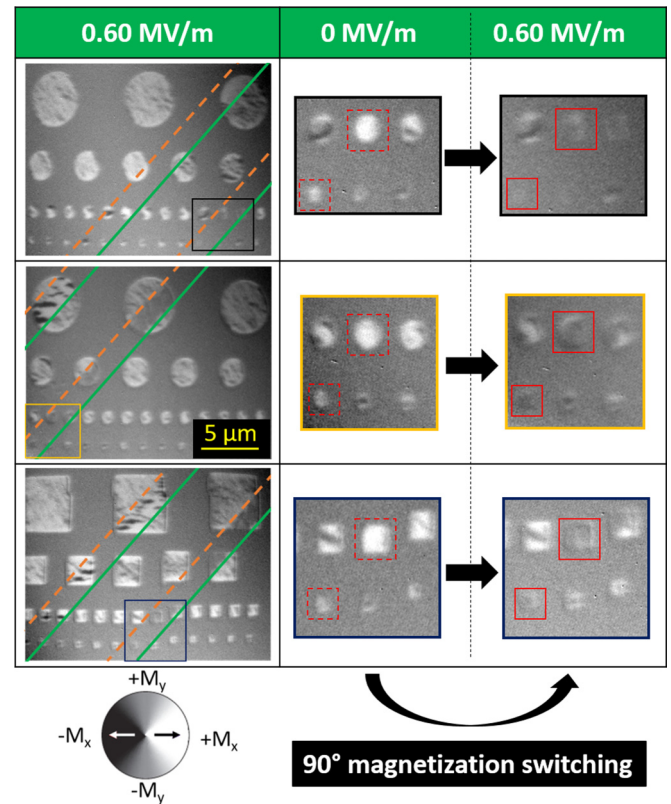 0.60 MV/m
0 MV/m
0.60 MV/m
5 μm
+My
-Mx
+Mx
-My
90° magnetization switching